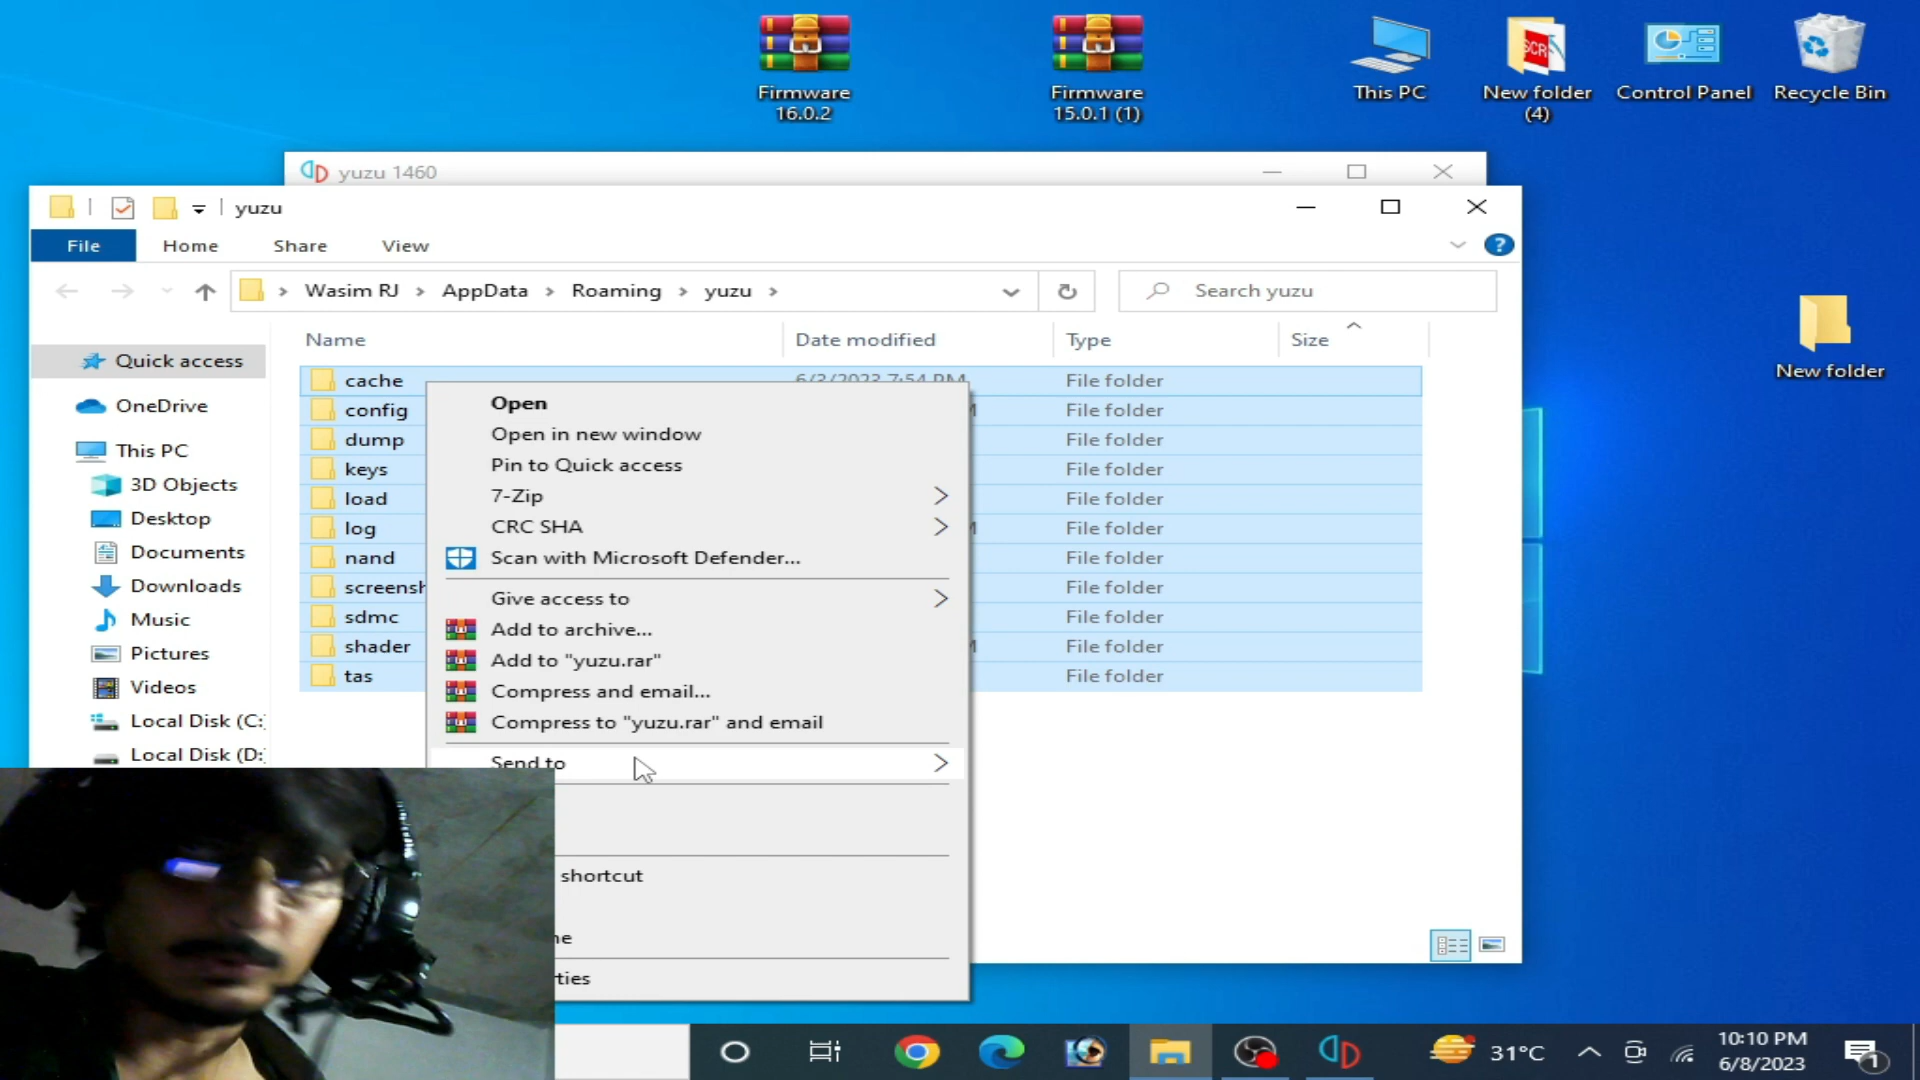 Firmware
16.0.2
Firmware
15.0.1 (1)
This PC
New folder
(4)
SCR
Control Panel
Recycle Bin
yuzu 1460
yuzu
File
Home
Share
View
Wasim RJ
AppData
Roaming
yuzu
Search yuzu
Name
Date modified
Type
Size
Quick access
OneDrive
This PC
3D Objects
Desktop
Documents
Downloads
Music
Pictures
Videos
Local Disk (C:
Local Disk (D:
cache
6/3/2023 7:54 PM
File folder
config
File folder
dump
File folder
keys
File folder
load
File folder
log
File folder
nand
File folder
screensh
File folder
sdmc
File folder
shader
File folder
tas
File folder
Open
Open in new window
Pin to Quick access
7-Zip
CRC SHA
Scan with Microsoft Defender...
Give access to
Add to archive...
Add to "yuzu.rar"
Compress and email...
Compress to "yuzu.rar" and email
Send to
shortcut
ne
ties
New folder
31°C
10:10 PM
6/8/2023
1